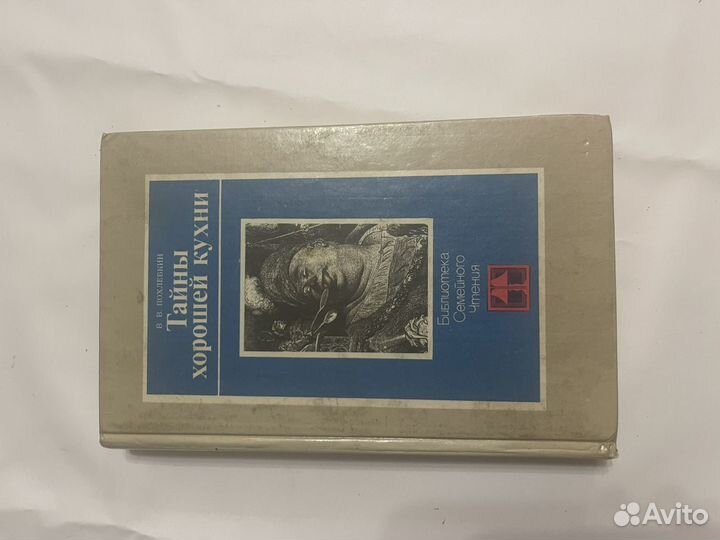 В. В. ПОХЛЕБКИН
Тайны
хорошей кухни
Библиотека
Семейного
Чтения
Avito